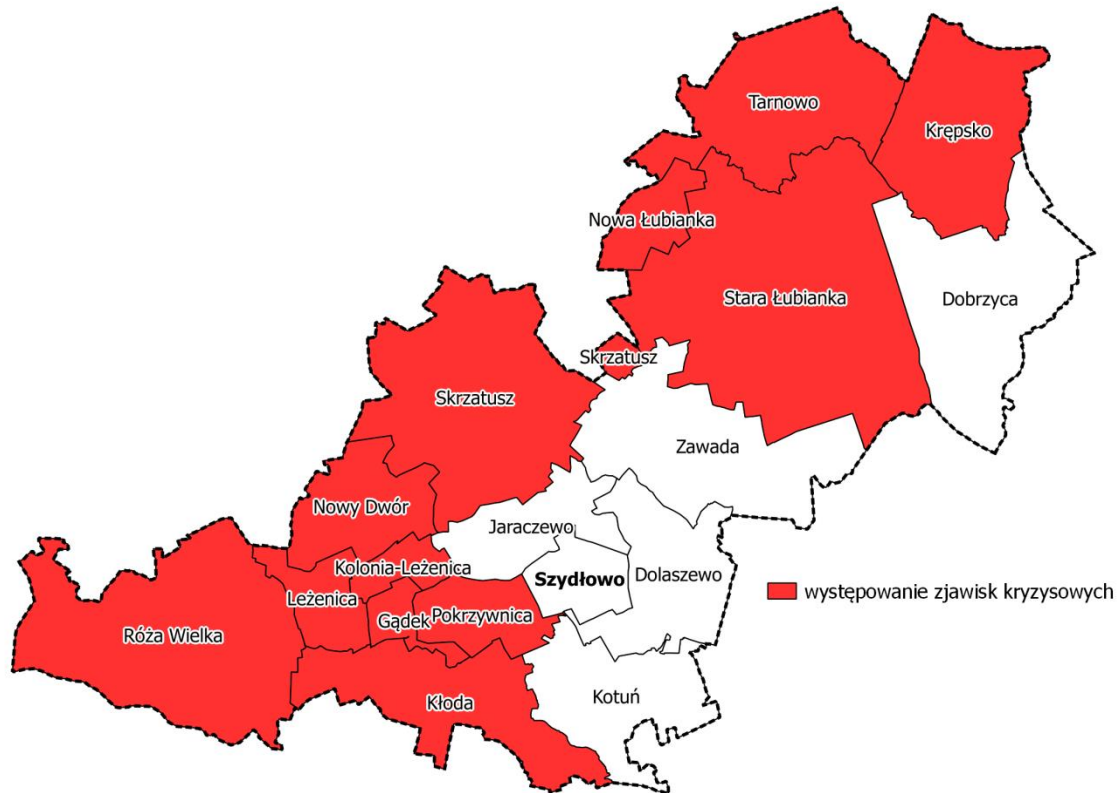 Tarnowo
Krępsko
Nowa Łubianka
Stara Łubianka
Dobrzyca
Skrzatusz
Skrzatusz
Zawada
Nowy Dwór
Jaraczewo
Kolonia-Leżenica
Szydłowo
Dolaszewo
Leżenica
występowanie zjawisk kryzysowych
Gądek
Pokrzywnica
Róża Wielka
Kłoda
Kotuń